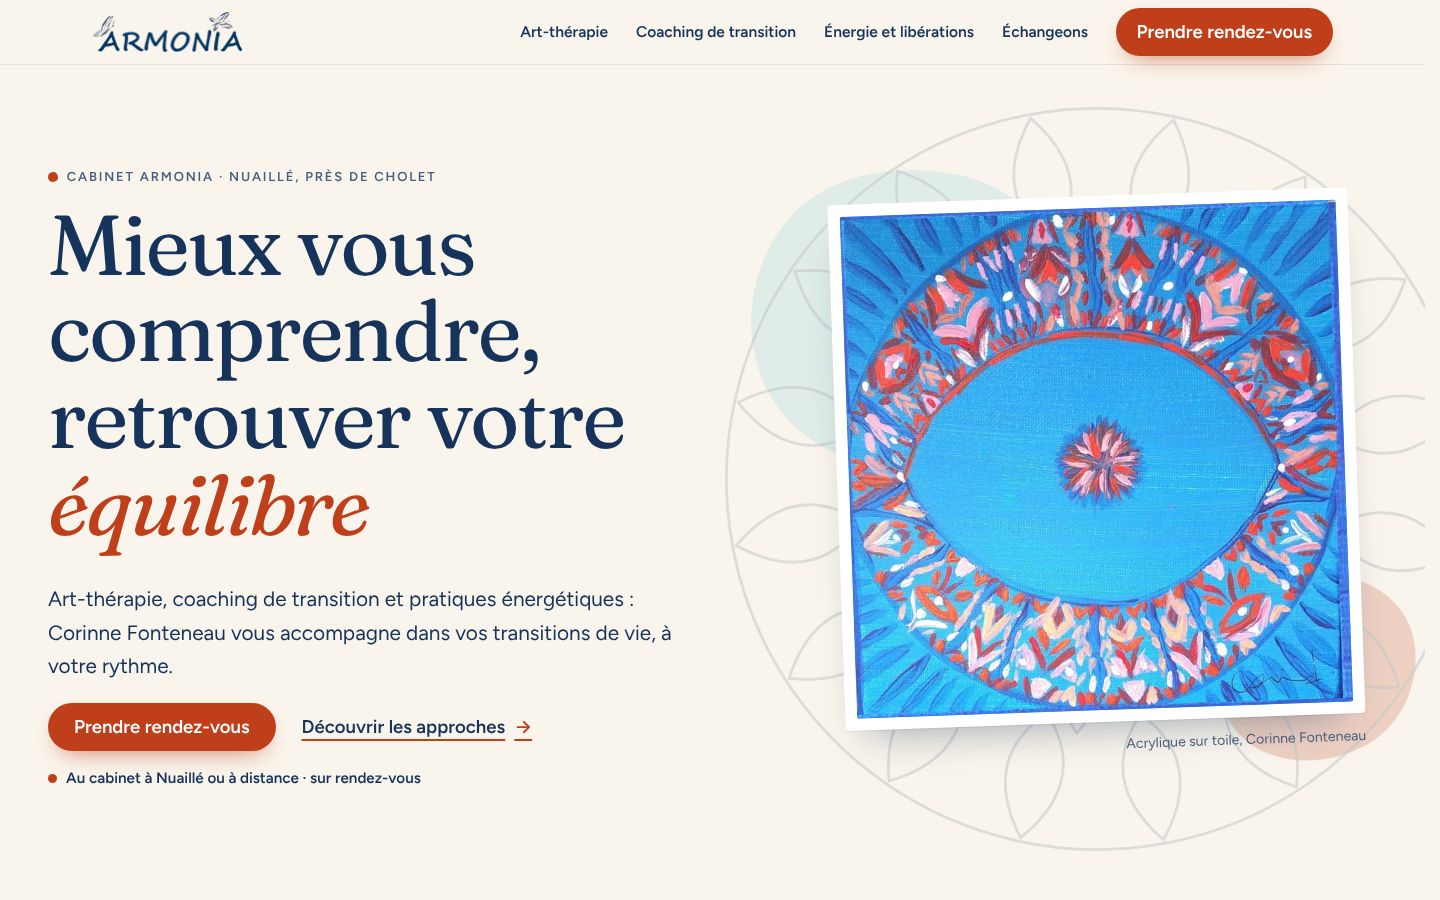 ARMONIA
Art-thérapie
Coaching de transition
Énergie et libérations
Échangeons
Prendre rendez-vous
CABINET ARMONIA · NUAILLÉ, PRÈS DE CHOLET
Mieux vous
comprendre,
retrouver votre
équilibre
Art-thérapie, coaching de transition et pratiques énergétiques :
Corinne Fonteneau vous accompagne dans vos transitions de vie, à
votre rythme.
Prendre rendez-vous
Découvrir les approches →
Au cabinet à Nuaillé ou à distance · sur rendez-vous
Acrylique sur toile, Corinne Fonteneau